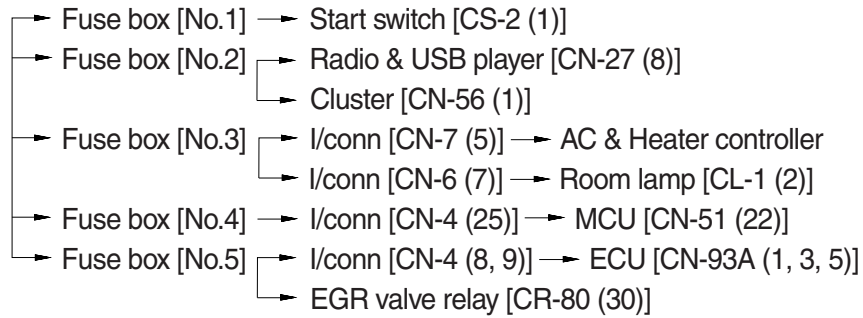 Fuse box [No.1] → Start switch [CS-2 (1)]
Fuse box [No.2] → Radio & USB player [CN-27 (8)]
→ Cluster [CN-56 (1)]
Fuse box [No.3] → I/conn [CN-7 (5)] → AC & Heater controller
→ I/conn [CN-6 (7)] → Room lamp [CL-1 (2)]
Fuse box [No.4] → I/conn [CN-4 (25)] → MCU [CN-51 (22)]
Fuse box [No.5] → I/conn [CN-4 (8, 9)] → ECU [CN-93A (1, 3, 5)]
→ EGR valve relay [CR-80 (30)]